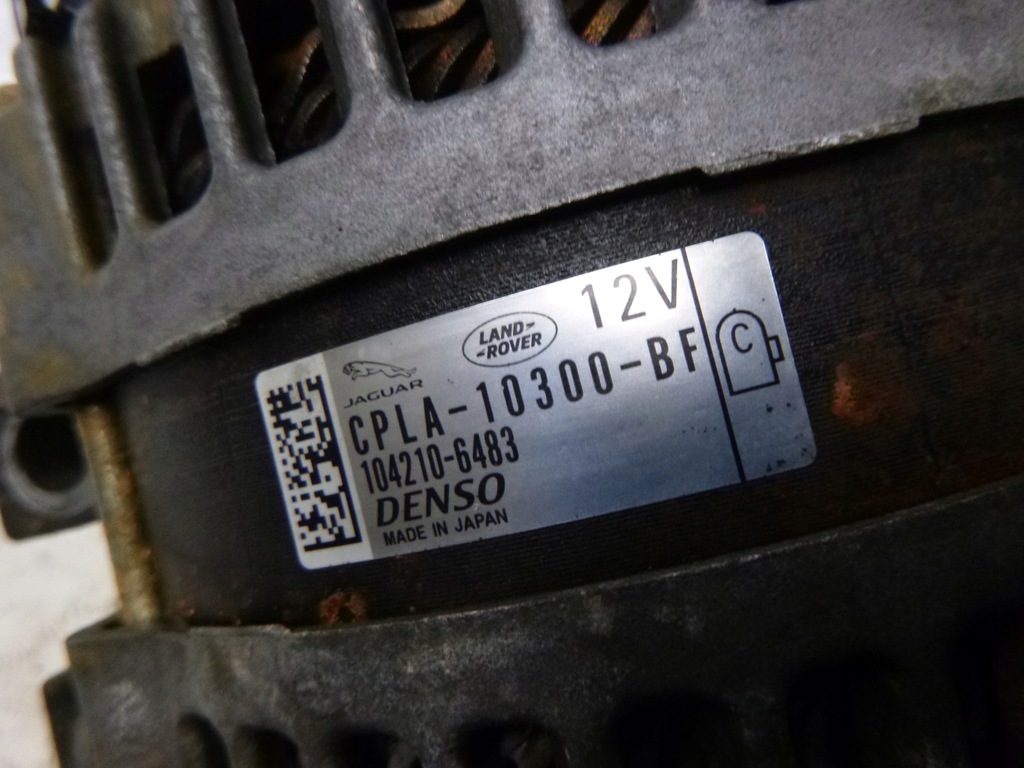 12V
LAND-
-ROVER
JAGUAR
CPLA-10300-BF
104210-6483
DENSO
MADE IN JAPAN
C